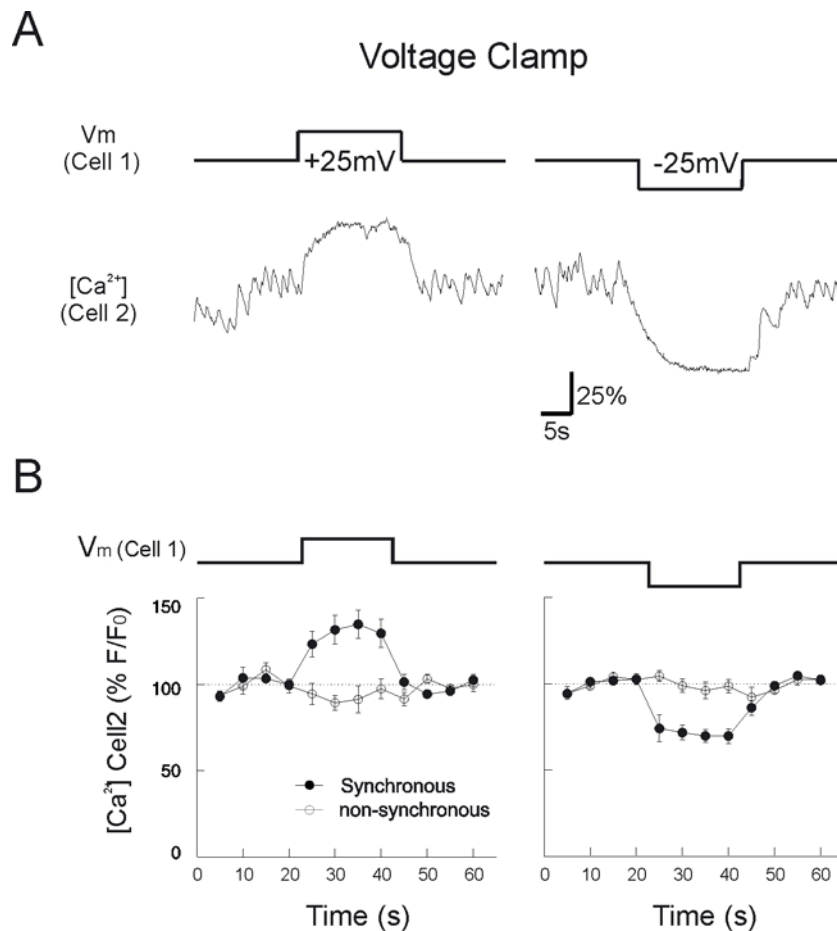 A
Voltage Clamp
Vm
(Cell 1)
+25mV
-25mV
[Ca²⁺]
(Cell 2)
25%
5s
B
Vm (Cell 1)
[Ca²⁺] Cell2 (% F/F₀)
150
100
50
0
Synchronous
non-synchronous
0 10 20 30 40 50 60
0 10 20 30 40 50 60
Time (s)
Time (s)